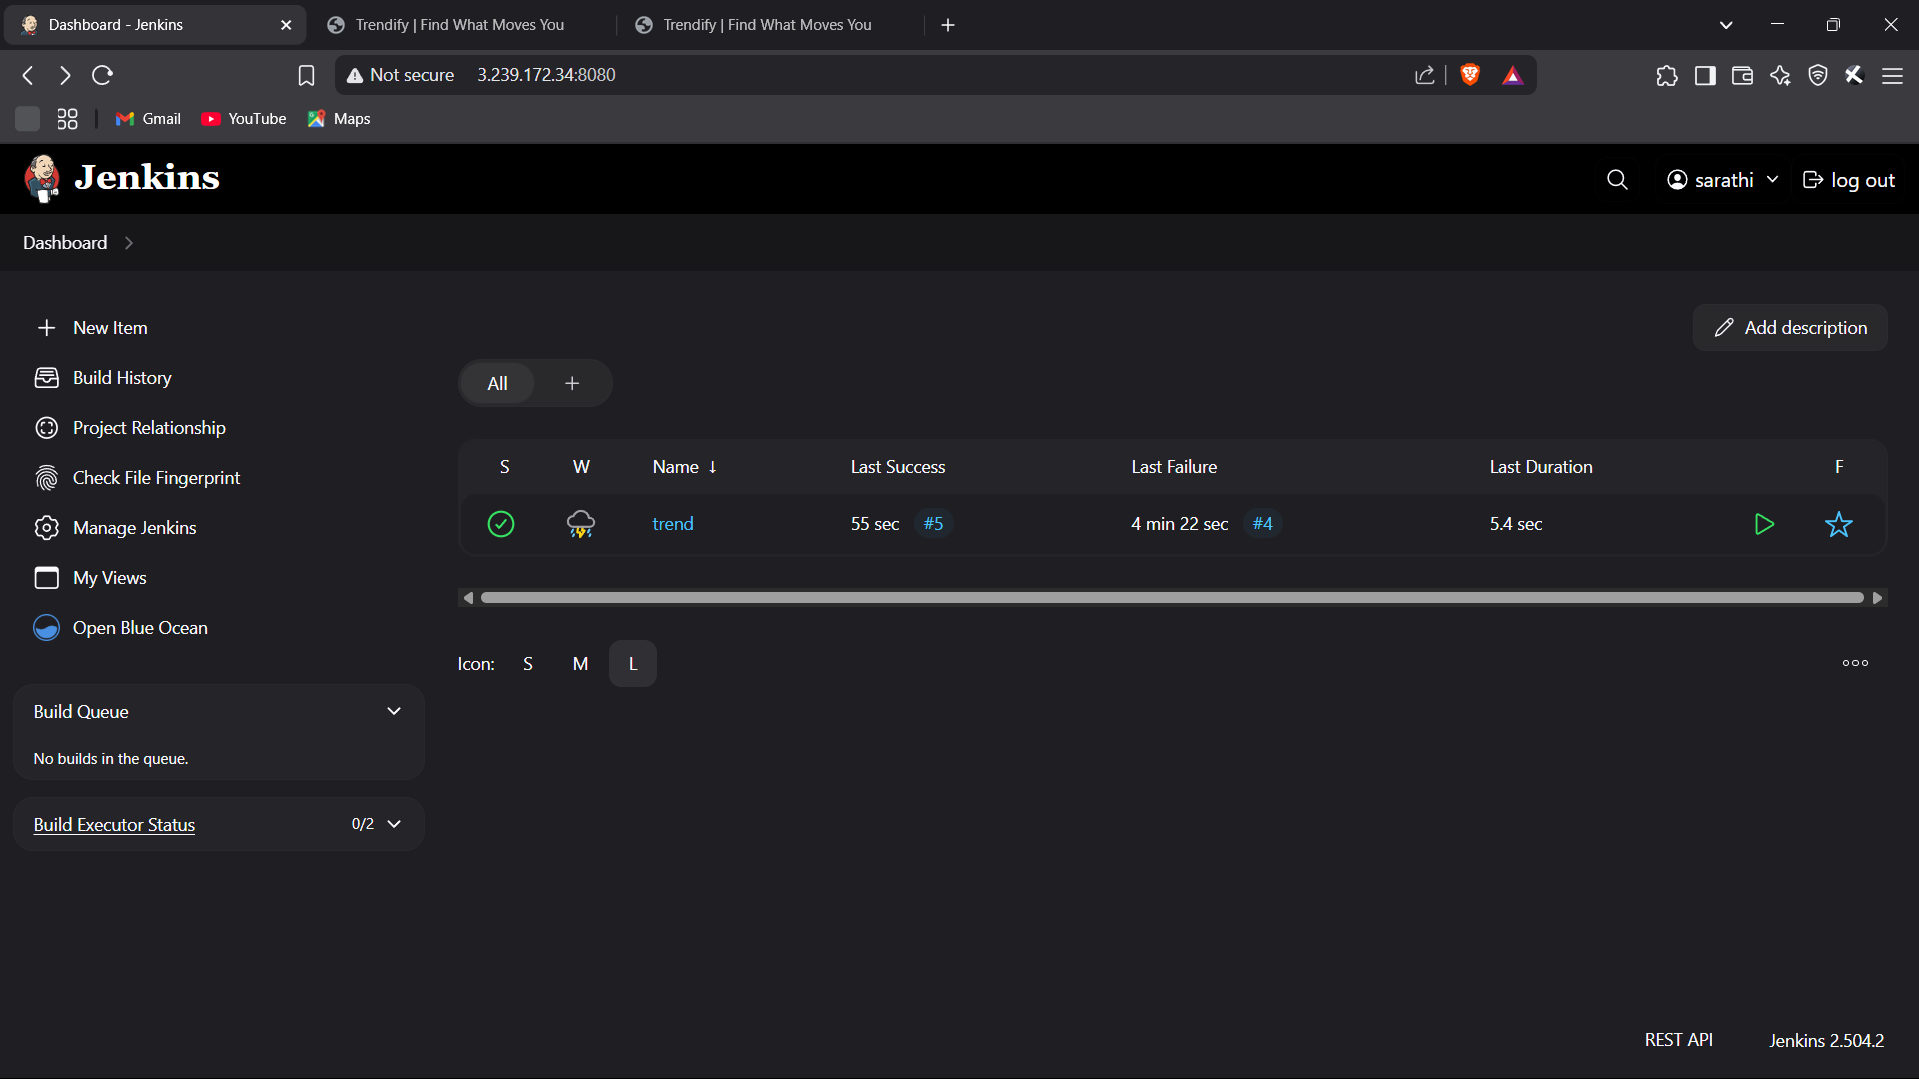 Dashboard - Jenkins
Trendify | Find What Moves You
Trendify | Find What Moves You
Not secure 3.239.172.34:8080
Gmail YouTube Maps
Jenkins
sarathi log out
Dashboard
New Item
Add description
Build History
All +
Project Relationship
S W Name ↓ Last Success Last Failure Last Duration F
Check File Fingerprint
trend 55 sec #5 4 min 22 sec #4 5.4 sec
Manage Jenkins
My Views
Open Blue Ocean
Icon: S M L
Build Queue
No builds in the queue.
Build Executor Status 0/2
REST API Jenkins 2.504.2